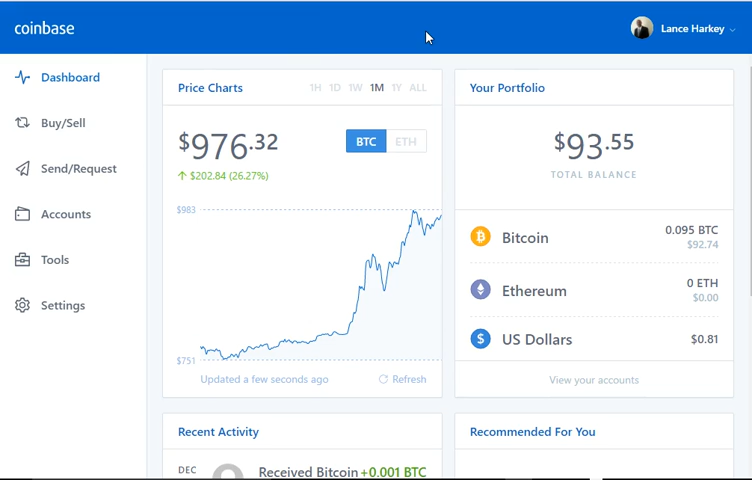 coinbase
Lance Harkey
Dashboard
Buy/Sell
Send/Request
Accounts
Tools
Settings
Price Charts
1H 1D 1W 1M 1Y ALL
$976.32
BTC ETH
$202.84 (26.27%)
$983
$751
Updated a few seconds ago
Refresh
Your Portfolio
$93.55
TOTAL BALANCE
Bitcoin
0.095 BTC
$92.74
Ethereum
0 ETH
$0.00
US Dollars
$0.81
View your accounts
Recent Activity
DEC
Received Bitcoin +0.001 BTC
Recommended For You